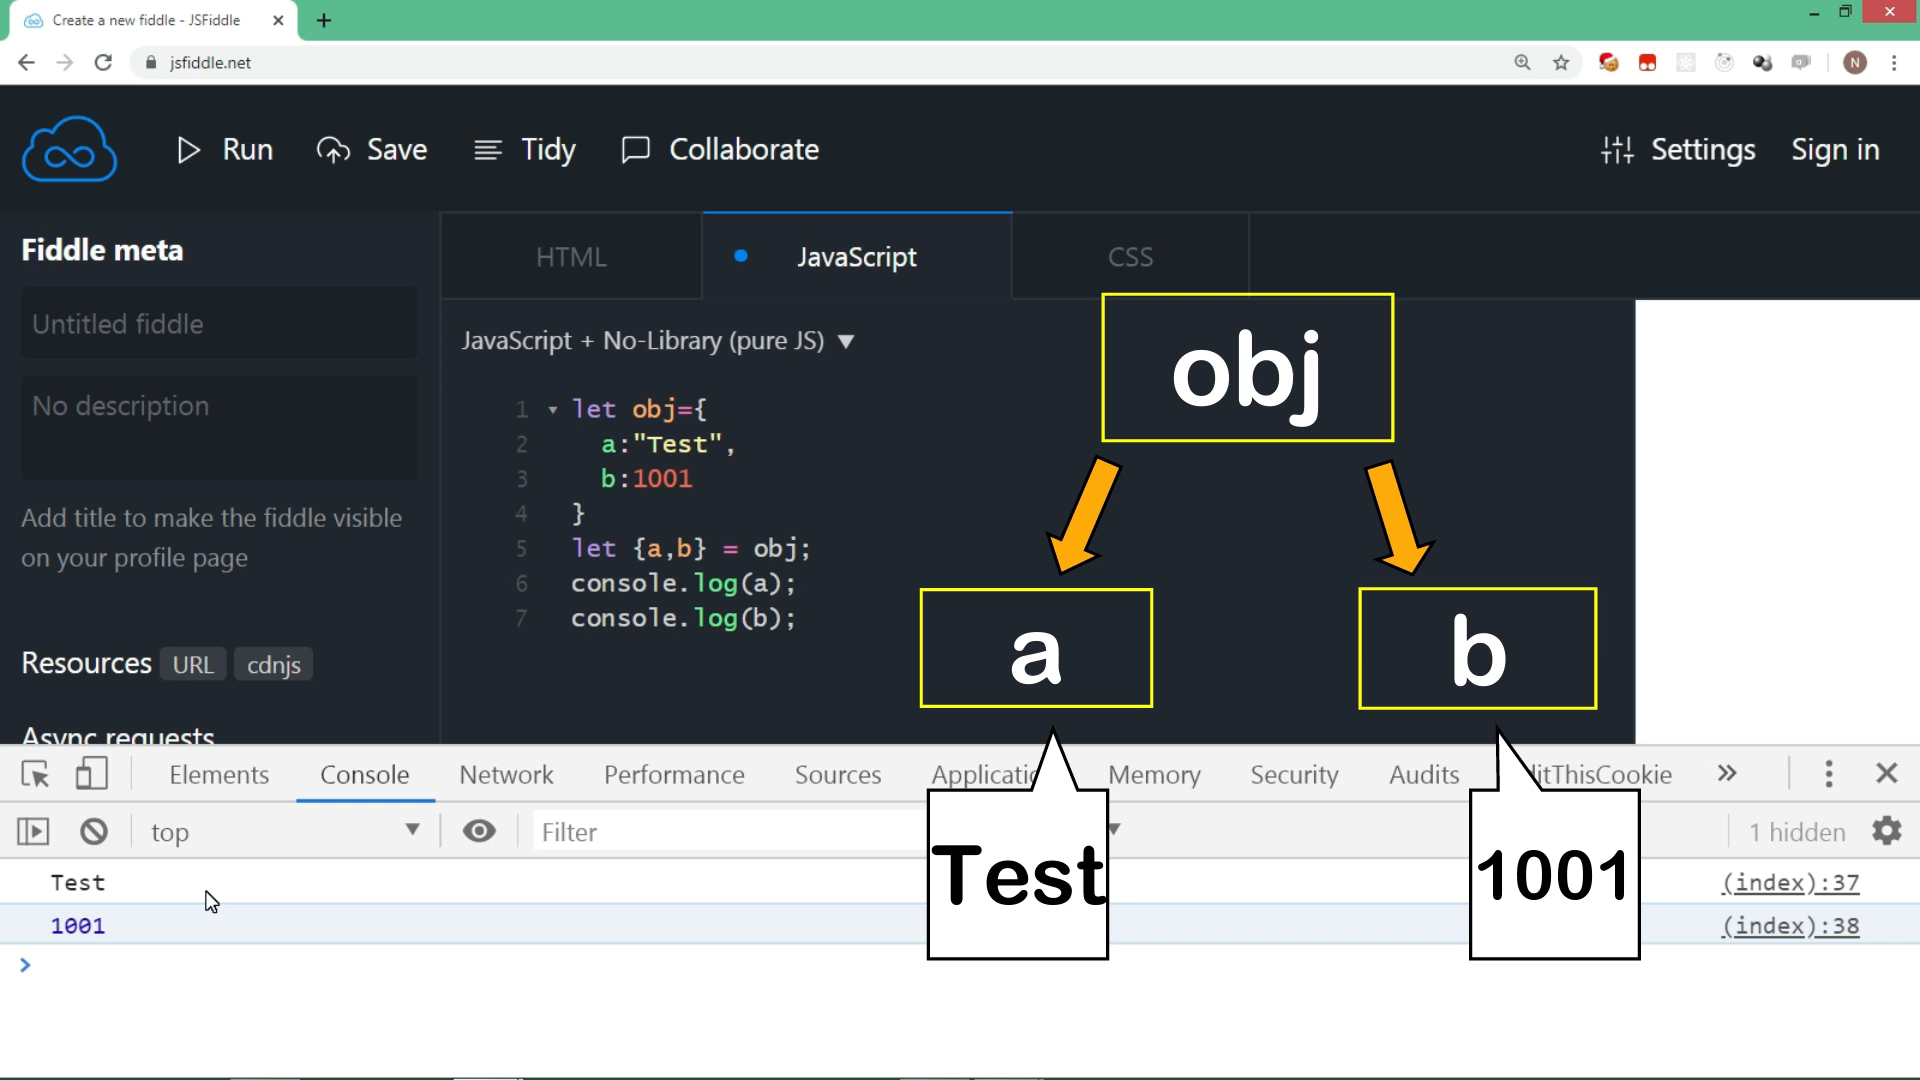 Create a new fiddle - JSFiddle
jsfiddle.net
N
Run Save Tidy Collaborate Settings Sign in
Fiddle meta
Untitled fiddle
No description
Add title to make the fiddle visible
on your profile page
Resources URL cdnjs
Async requests
HTML JavaScript CSS
JavaScript + No-Library (pure JS) ▼
1 let obj={
2 a:"Test",
3 b:1001
4 }
5 let {a,b} = obj;
6 console.log(a);
7 console.log(b);
obj
a
b
Test
1001
Elements Console Network Performance Sources Applicatio Memory Security Audits ditThisCookie »
top Filter 1 hidden
Test (index):37
1001 (index):38
>